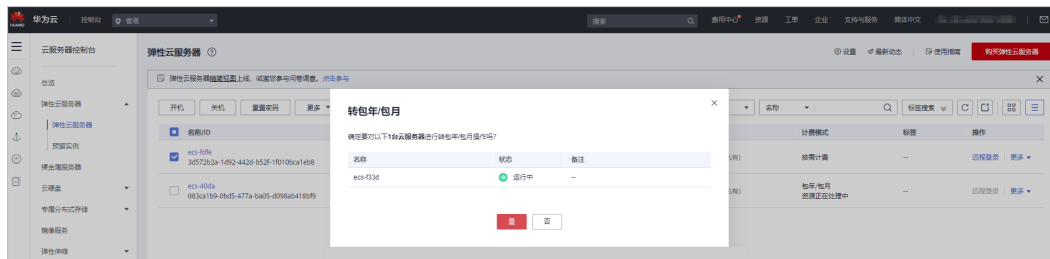 HUAWEI
华为云
控制台
香港
搜索
费用中心
资源
工单
企业
支持与服务
简体中文
云服务器控制台
弹性云服务器
设置
最新动态
使用指南
购买弹性云服务器
总览
弹性云服务器
弹性云服务器
预留实例
裸金属服务器
云硬盘
专属分布式存储
镜像服务
弹性伸缩
点击参与
开机
关机
重置密码
更多
名称
标签搜索
名称/ID
计费模式
标签
操作
ecs-fdfe
3d572b2a-1d92-442d-b52f-1f010bca1eb8
按需计费
--
远程登录
更多
ecs-40da
083ca1b9-0bd5-477a-ba05-d098ab418bf9
包年/包月
资源正在处理中
--
远程登录
更多
转包年/包月
确定要对以下1台云服务器进行转包年/包月操作吗?
名称
状态
备注
ecs-f33d
运行中
--
是
否